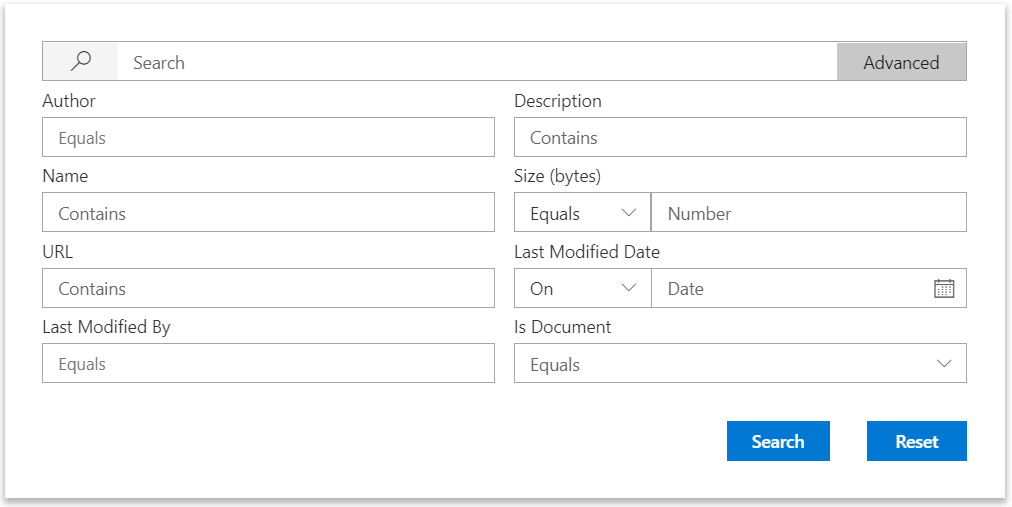 Search Advanced
Author Description
Equals Contains
Name Size (bytes)
Contains Equals Number
URL Last Modified Date
Contains On Date
Last Modified By Is Document
Equals Equals
Search Reset